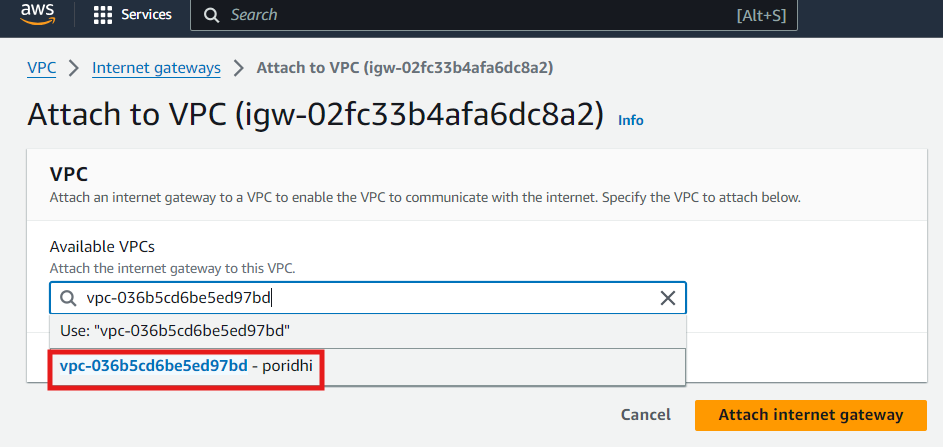 aws Services Search [Alt+S]
VPC > Internet gateways > Attach to VPC (igw-02fc33b4afa6dc8a2)
Attach to VPC (igw-02fc33b4afa6dc8a2) Info
VPC
Attach an internet gateway to a VPC to enable the VPC to communicate with the internet. Specify the VPC to attach below.
Available VPCs
Attach the internet gateway to this VPC.
vpc-036b5cd6be5ed97bd
Use: "vpc-036b5cd6be5ed97bd"
vpc-036b5cd6be5ed97bd - poridhi
Cancel Attach internet gateway